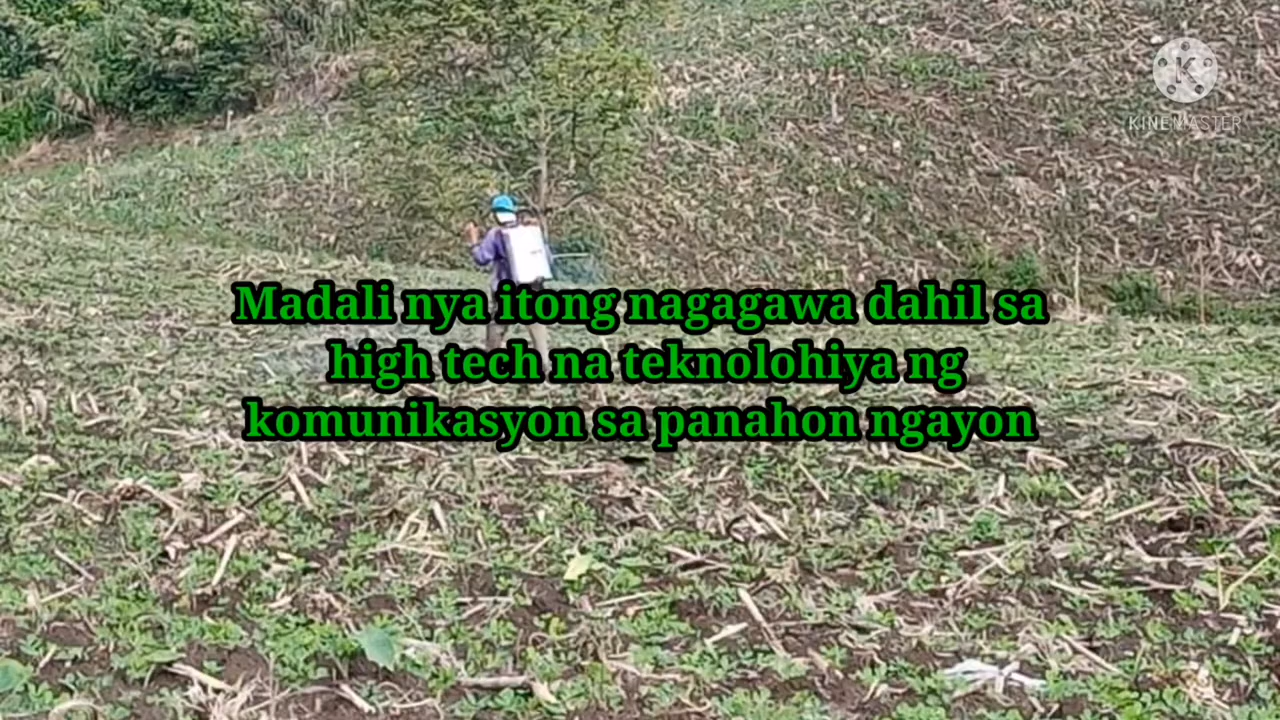 K
KINEMASTER
Madali nya itong nagagawa dahil sa
high tech na teknolohiya ng
komunikasyon sa panahon ngayon